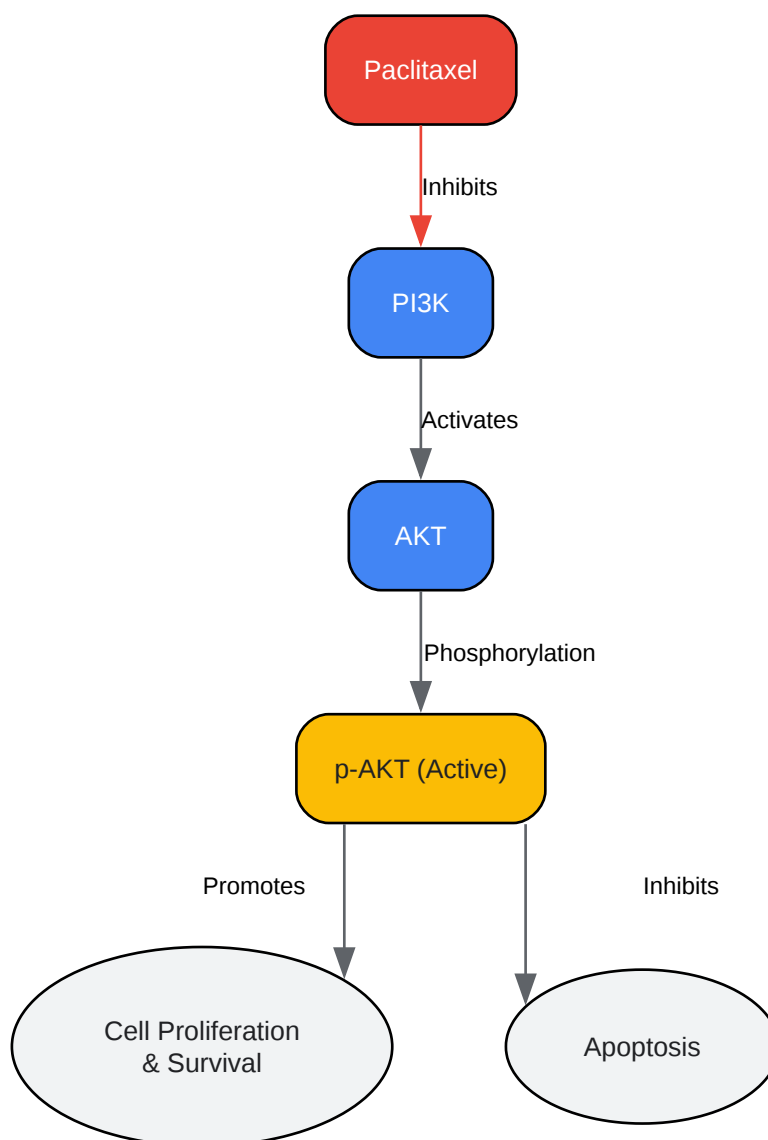 Paclitaxel
Inhibits
PI3K
Activates
AKT
Phosphorylation
p-AKT (Active)
Promotes
Inhibits
Cell Proliferation
& Survival
Apoptosis